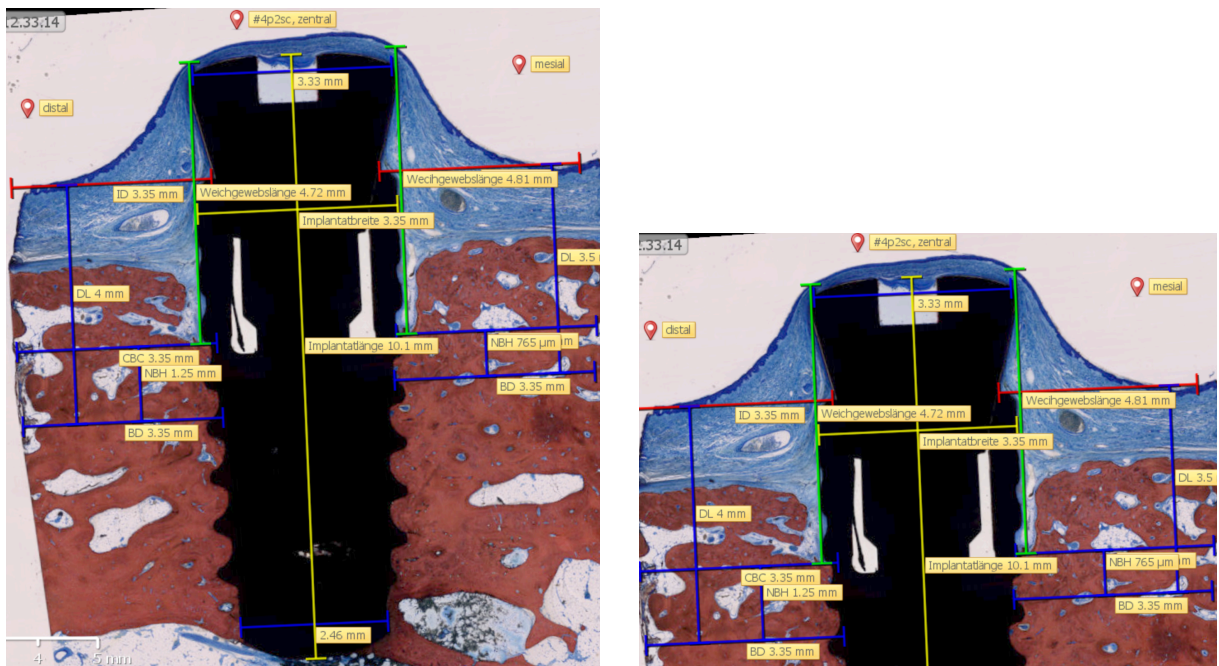 12.33.14
#4p2sc, zentral
mesial
distal
3.33 mm
ID 3.35 mm
Weichgewebslänge 4.72 mm
Wecihgewebslänge 4.81 mm
Implantatbreite 3.35 mm
DL 3.5
DL 4 mm
CBC 3.35 mm
Implantatlänge 10.1 mm
NBH 765 µm
NBH 1.25 mm
BD 3.35 mm
BD 3.35 mm
2.46 mm
4
5 mm
2.33.14
#4p2sc, zentral
mesial
distal
3.33 mm
ID 3.35 mm
Weichgewebslänge 4.72 mm
Wecihgewebslänge 4.81 mm
Implantatbreite 3.35 mm
DL 3.5
DL 4 mm
Implantatlänge 10.1 mm
NBH 765 µm
CBC 3.35 mm
NBH 1.25 mm
BD 3.35 mm
BD 3.35 mm